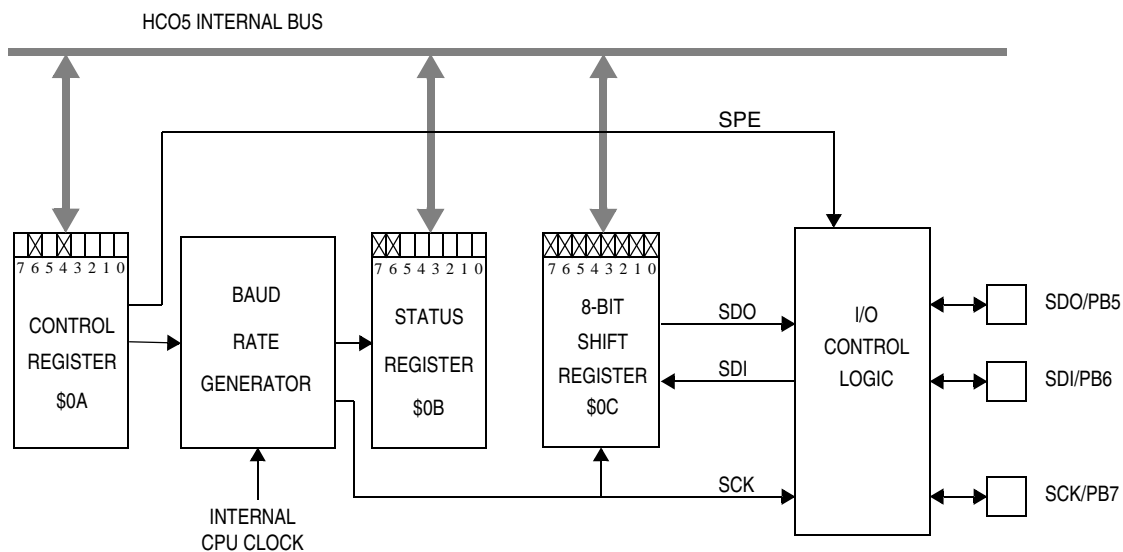 HCO5 INTERNAL BUS
SPE
7 6 5 4 3 2 1 0
CONTROL
REGISTER
$0A
BAUD
RATE
GENERATOR
7 6 5 4 3 2 1 0
STATUS
REGISTER
$0B
7 6 5 4 3 2 1 0
8-BIT
SHIFT
REGISTER
$0C
SDO
SDI
SCK
I/O
CONTROL
LOGIC
SDO/PB5
SDI/PB6
SCK/PB7
INTERNAL
CPU CLOCK